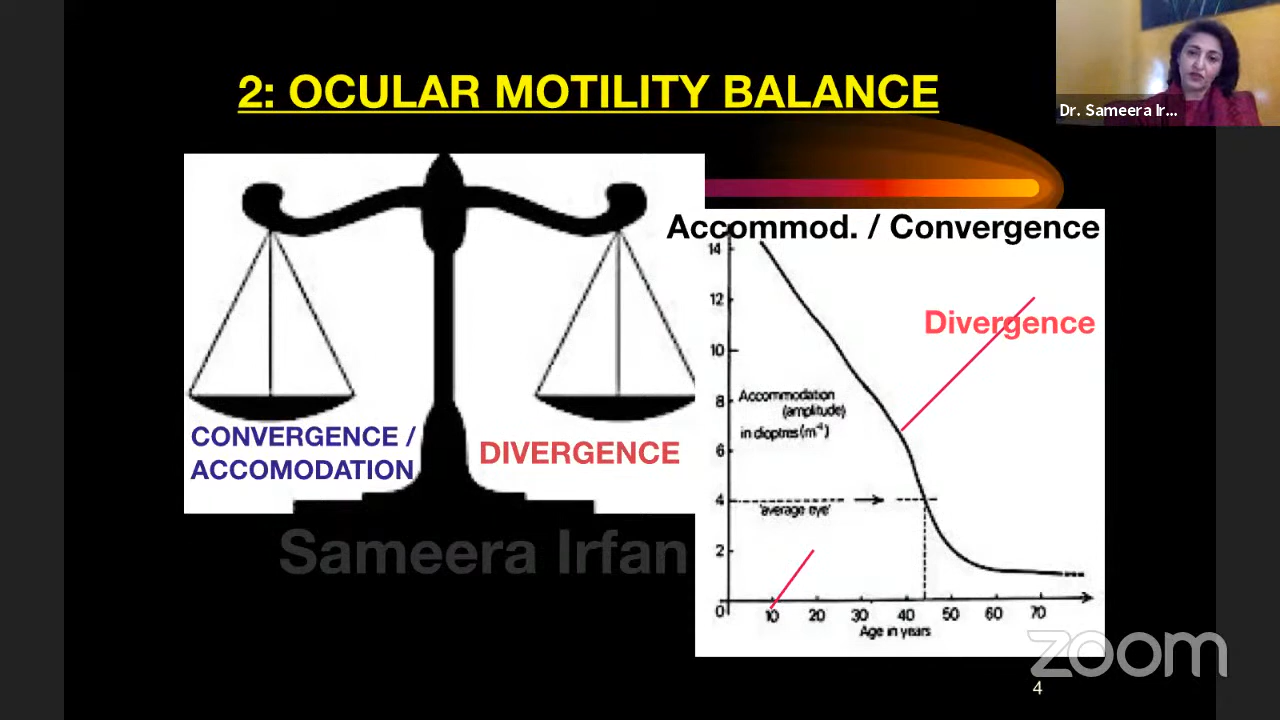 2: OCULAR MOTILITY BALANCE
Dr. Sameera Ir...
CONVERGENCE /
ACCOMODATION
DIVERGENCE
Accommod. / Convergence
Divergence
14
12
10
8
6
4
2
0
Accommodation
(amplitude)
in dioptres (m⁻¹)
'average eye'
10 20 30 40 50 60 70
Age in years
Sameera Irfan
zoom
4